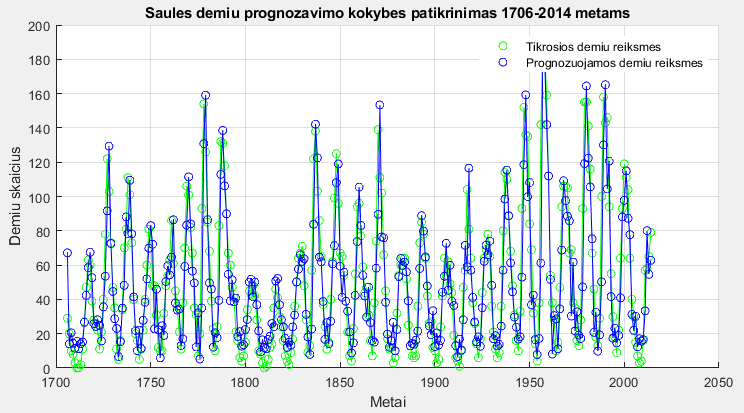 Saules demiu prognozavimo kokybes patikrinimas 1706-2014 metams
200
180
160
140
120
100
80
60
40
20
0
Demiu skaicius
Tikrosios demiu reiksmes
Prognozuojamos demiu reiksmes
1700 1750 1800 1850 1900 1950 2000 2050
Metai